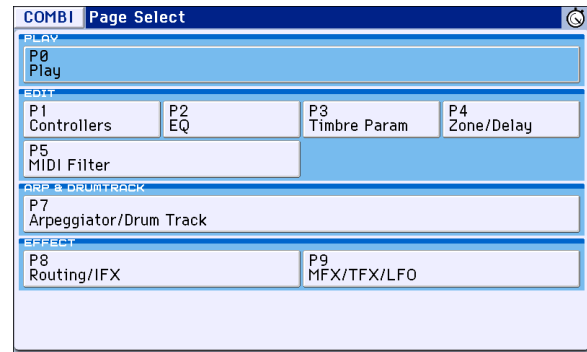 COMBI Page Select
PLAY
P0
Play
EDIT
P1 P2 P3 P4
Controllers EQ Timbre Param Zone/Delay
P5
MIDI Filter
ARP & DRUMTRACK
P7
Arpeggiator/Drum Track
EFFECT
P8 P9
Routing/IFX MFX/TFX/LFO